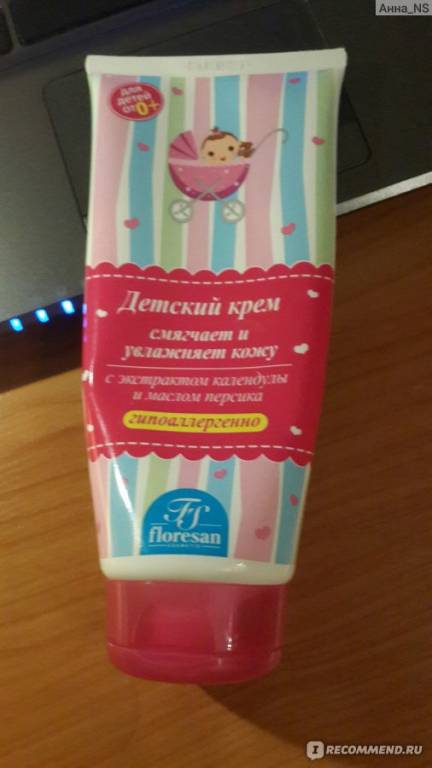 Анна_NS
для
детей
от 0+
Детский крем
смягчает и
увлажняет кожу
с экстрактом календулы
и маслом персика
гипоаллергенно
FS
floresan
COSMETIC
I RECOMMEND.RU